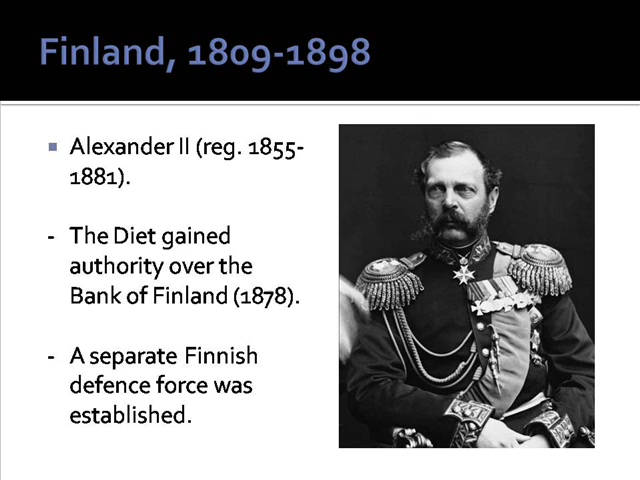 Finland, 1809-1898
Alexander II (reg. 1855-
1881).
- The Diet gained
authority over the
Bank of Finland (1878).
- A separate Finnish
defence force was
established.